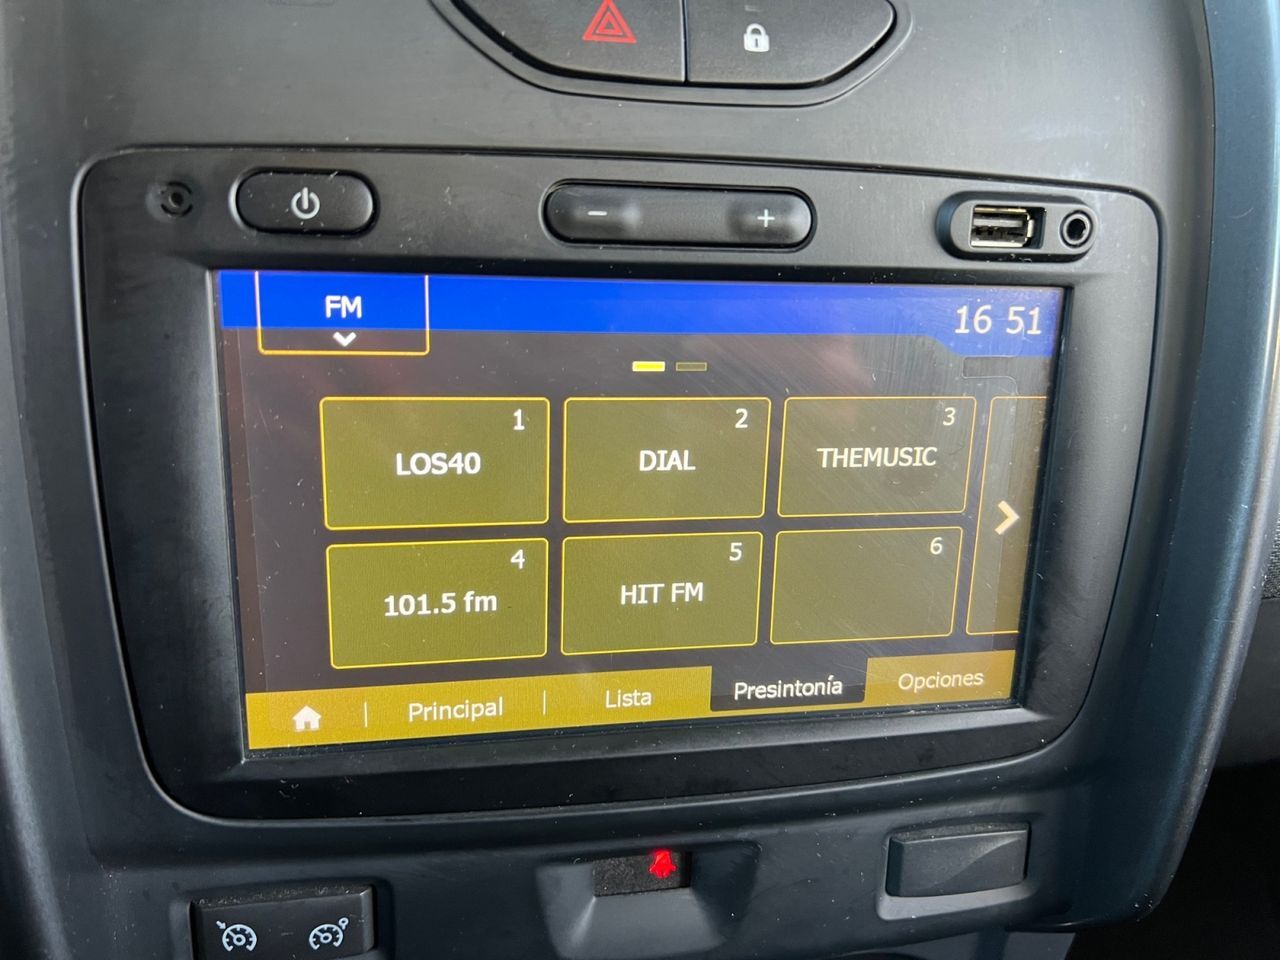 FM
16 51
1
LOS40
2
DIAL
3
THEMUSIC
4
101.5 fm
5
HIT FM
6
Principal
Lista
Presintonía
Opciones